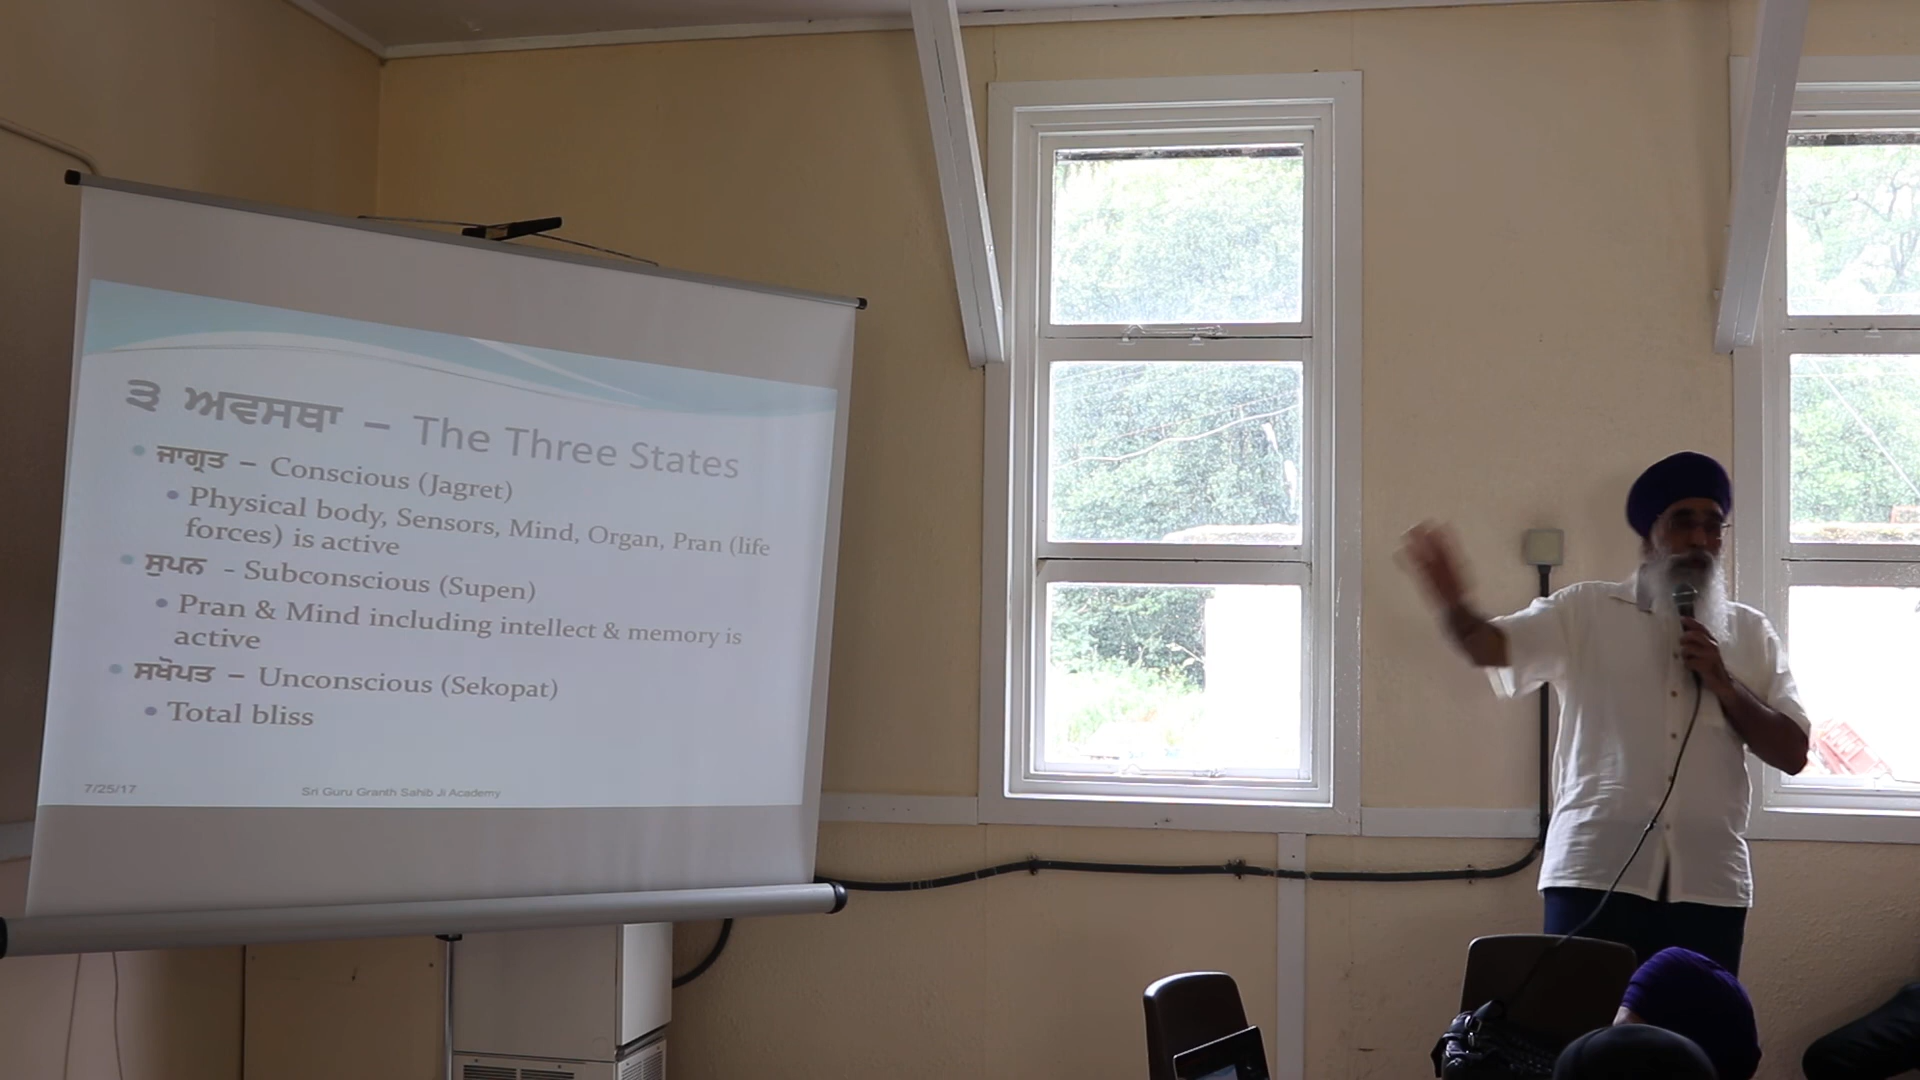 ੩ ਅਵਸਥਾ – The Three States
• ਜਾਗ੍ਰਤ – Conscious (Jagret)
• Physical body, Sensors, Mind, Organ, Pran (life
forces) is active
• ਸੁਪਨ - Subconscious (Supen)
• Pran & Mind including intellect & memory is
active
• ਸਖੋਪਤ – Unconscious (Sekopat)
• Total bliss
7/25/17 Sri Guru Granth Sahib Ji Academy